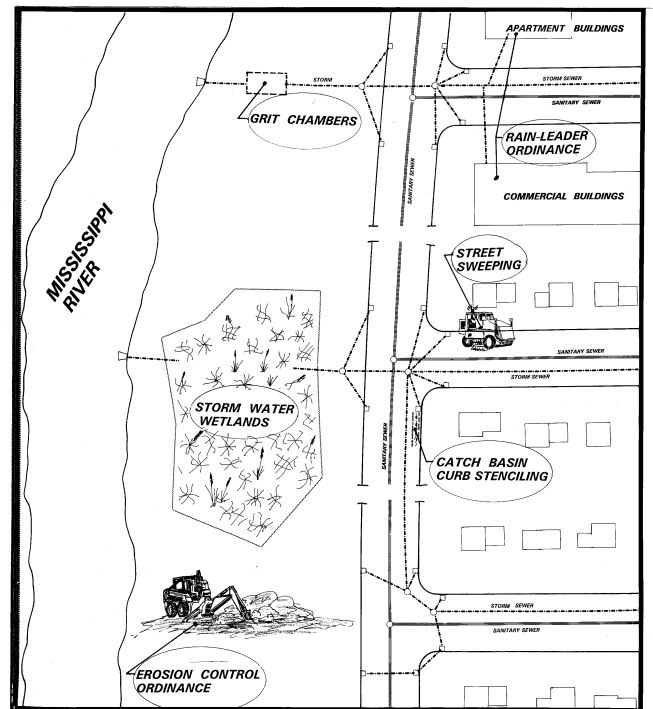 APARTMENT BUILDINGS
STORM
STORM SEWER
SANITARY SEWER
GRIT CHAMBERS
RAIN-LEADER
ORDINANCE
SANITARY SEWER
COMMERCIAL BUILDINGS
MISSISSIPPI
RIVER
STREET
SWEEPING
SANITARY SEWER
STORM SEWER
STORM WATER
WETLANDS
SANITARY SEWER
CATCH BASIN
CURB STENCILING
STORM SEWER
SANITARY SEWER
EROSION CONTROL
ORDINANCE